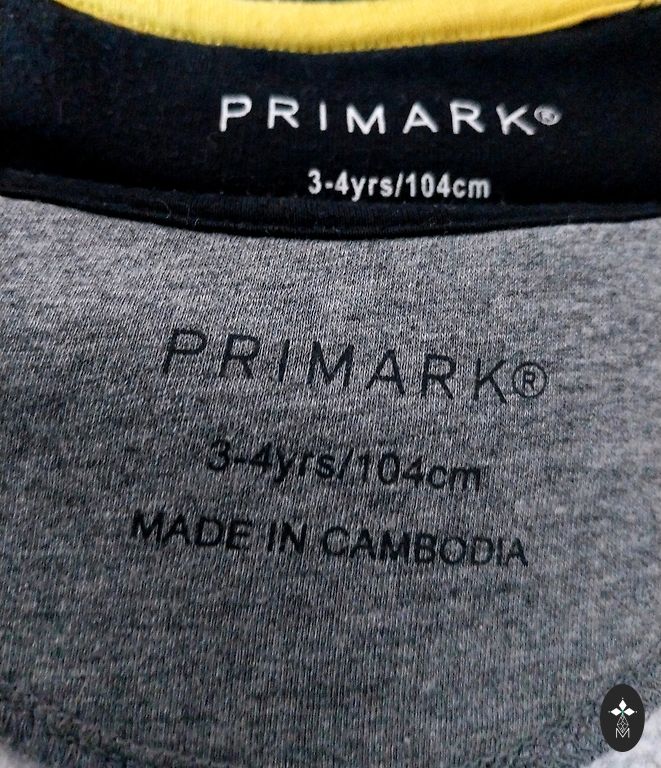 PRIMARK®
3-4yrs/104cm
PRIMARK®
3-4yrs/104cm
MADE IN CAMBODIA
M